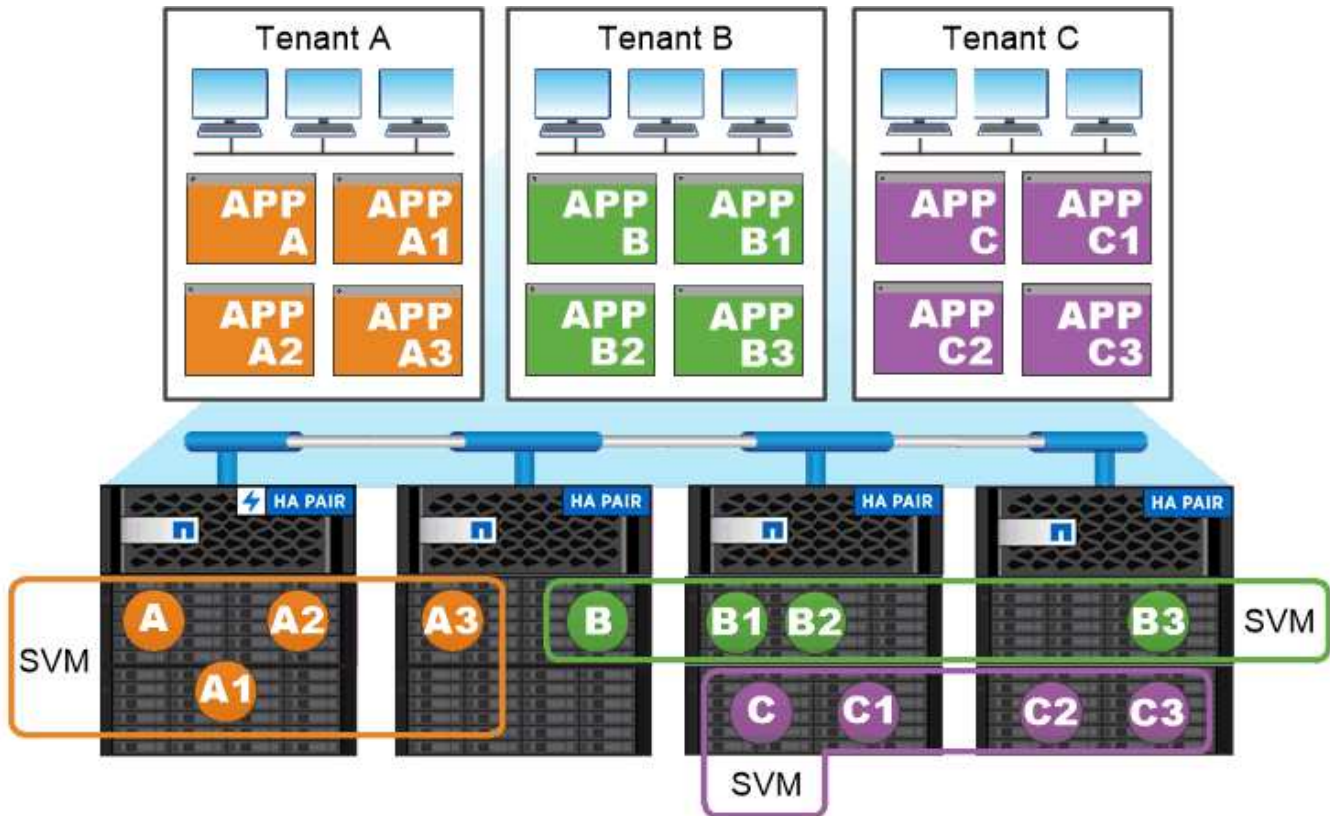 Tenant A
Tenant B
Tenant C
APP
A
APP
A1
APP
B
APP
B1
APP
C
APP
C1
APP
A2
APP
A3
APP
B2
APP
B3
APP
C2
APP
C3
HA PAIR
HA PAIR
HA PAIR
HA PAIR
SVM
A
A2
A1
A3
B
B1
B2
B3
SVM
C
C1
C2
C3
SVM